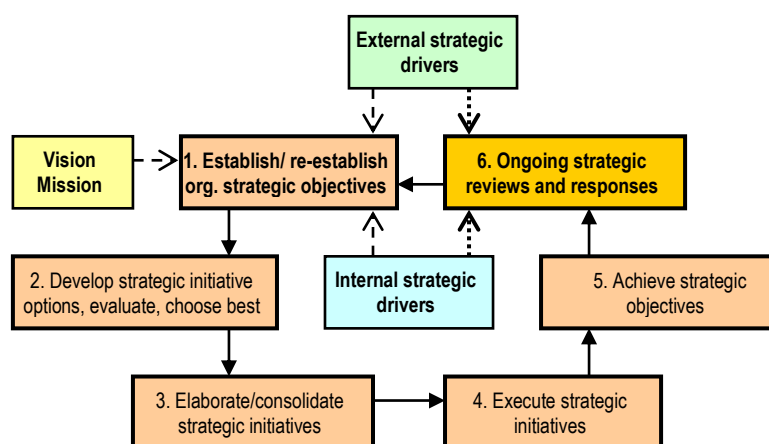 External strategic
drivers
Vision
Mission
1. Establish/ re-establish
org. strategic objectives
6. Ongoing strategic
reviews and responses
2. Develop strategic initiative
options, evaluate, choose best
Internal strategic
drivers
5. Achieve strategic
objectives
3. Elaborate/consolidate
strategic initiatives
4. Execute strategic
initiatives